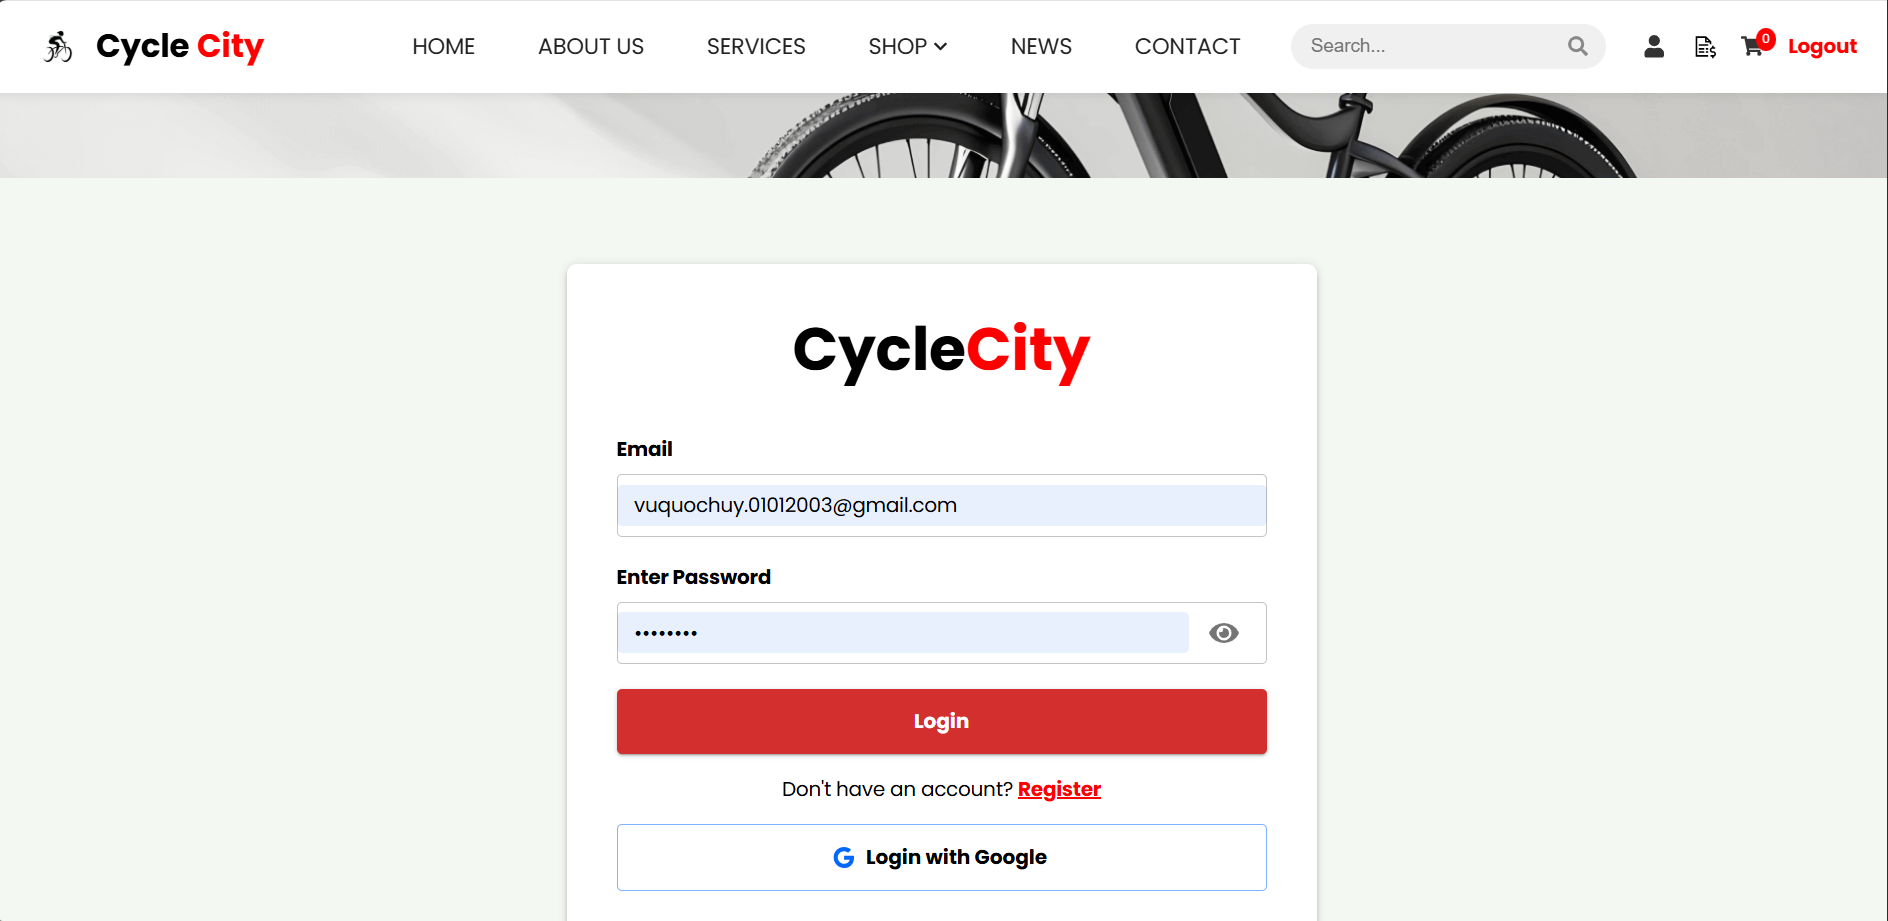 Cycle City
HOME ABOUT US SERVICES SHOP NEWS CONTACT Search... 0 Logout
CycleCity
Email
vuquochuy.01012003@gmail.com
Enter Password
••••••••
Login
Don't have an account? Register
Login with Google